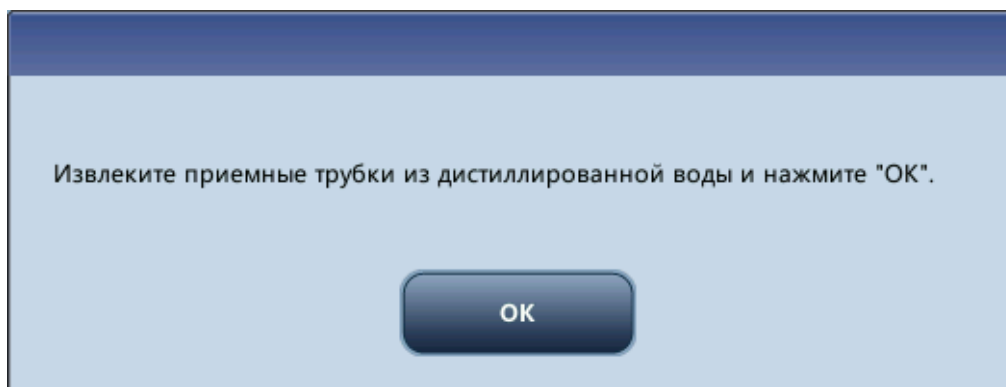 Извлеките приемные трубки из дистиллированной воды и нажмите "ОК".
ОК